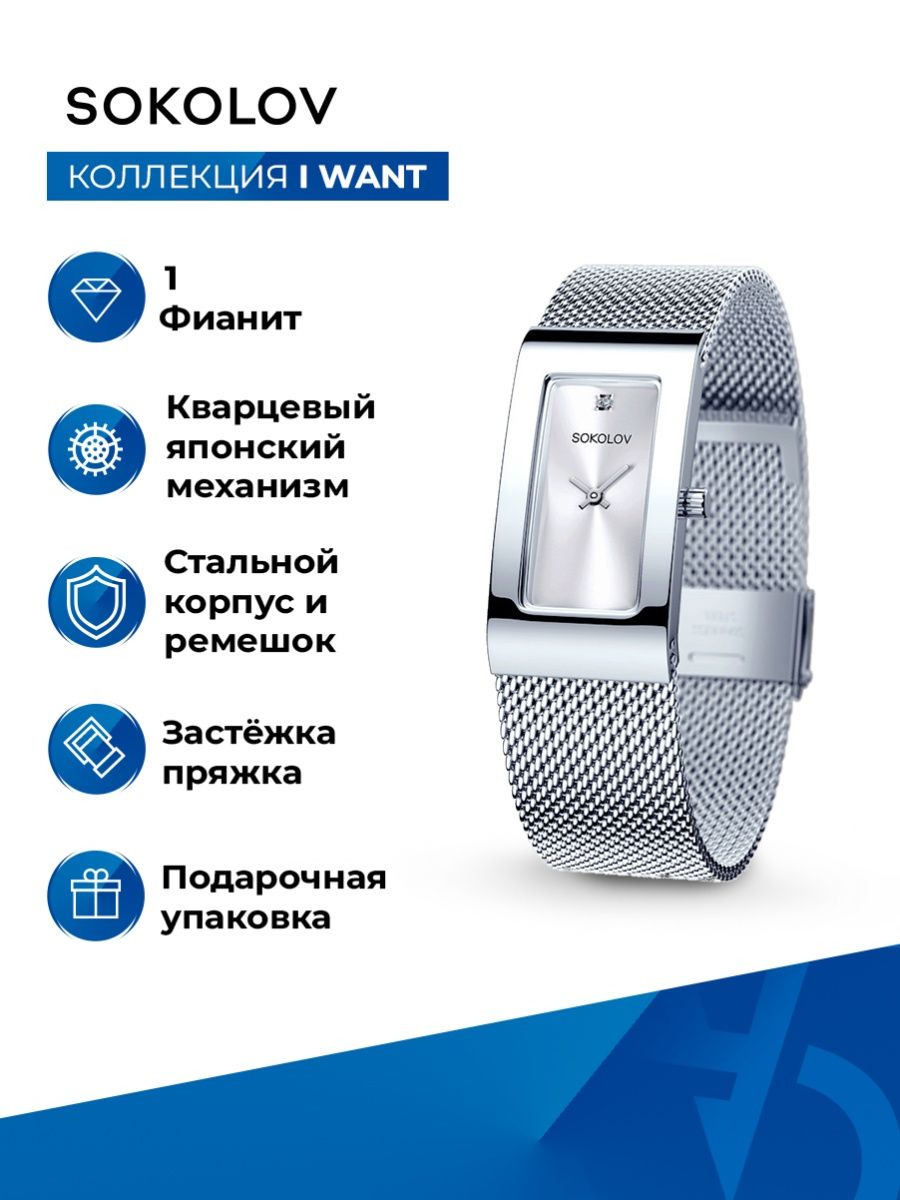 SOKOLOV
КОЛЛЕКЦИЯ I WANT
1
Фианит
Кварцевый
японский
механизм
Стальной
корпус и
ремешок
Застёжка
пряжка
Подарочная
упаковка
SOKOLOV